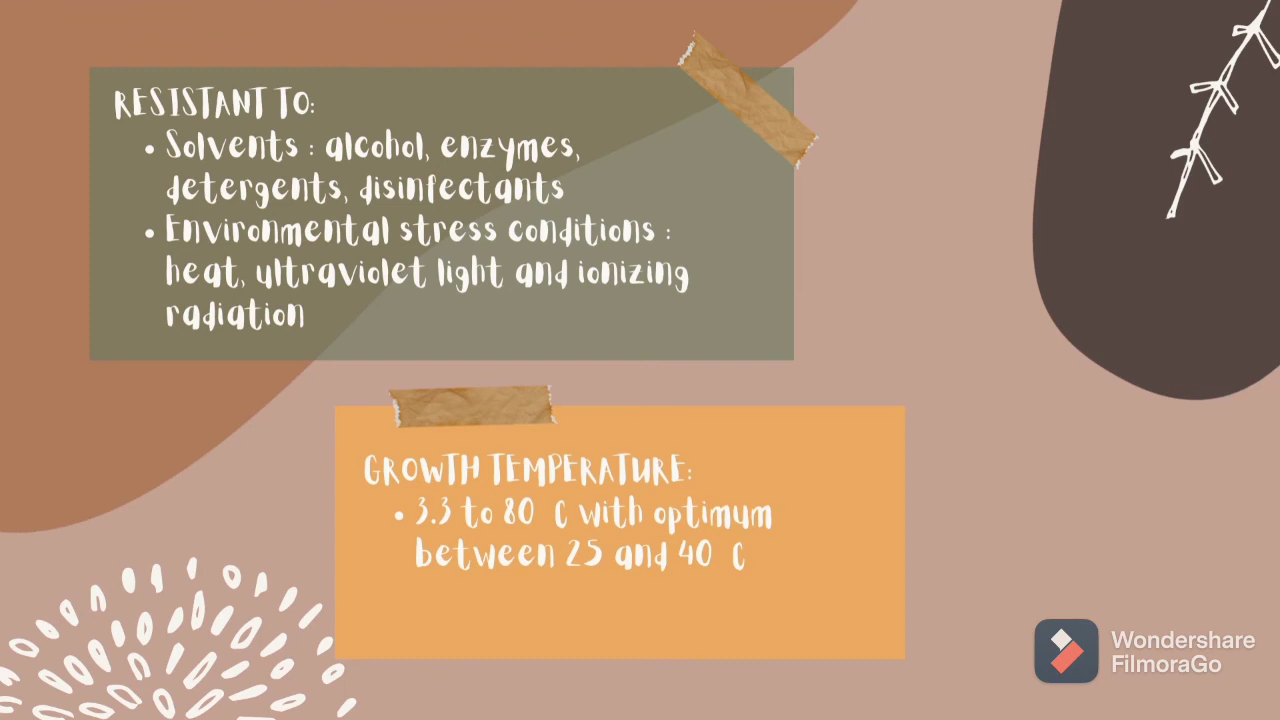 RESISTANT TO:
• Solvents : alcohol, enzymes,
detergents, disinfectants
• Environmental stress conditions :
heat, ultraviolet light and ionizing
radiation
GROWTH TEMPERATURE:
• 3.3 to 80 C with optimum
between 25 and 40 C
Wondershare
FilmoraGo